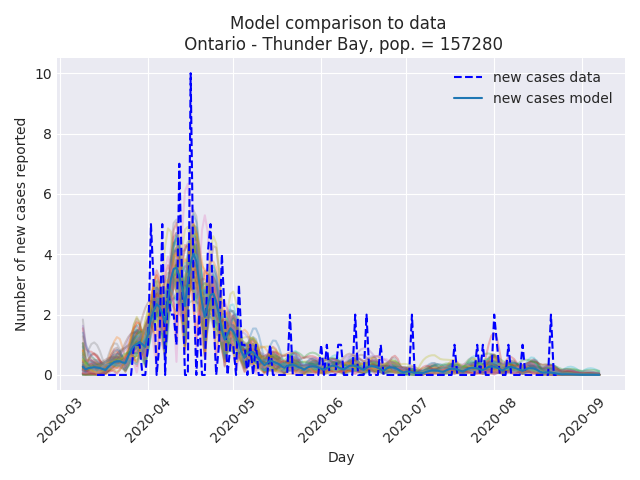 Model comparison to data
Ontario - Thunder Bay, pop. = 157280
new cases data
new cases model
Number of new cases reported
10
8
6
4
2
0
2020-03
2020-04
2020-05
2020-06
2020-07
2020-08
2020-09
Day